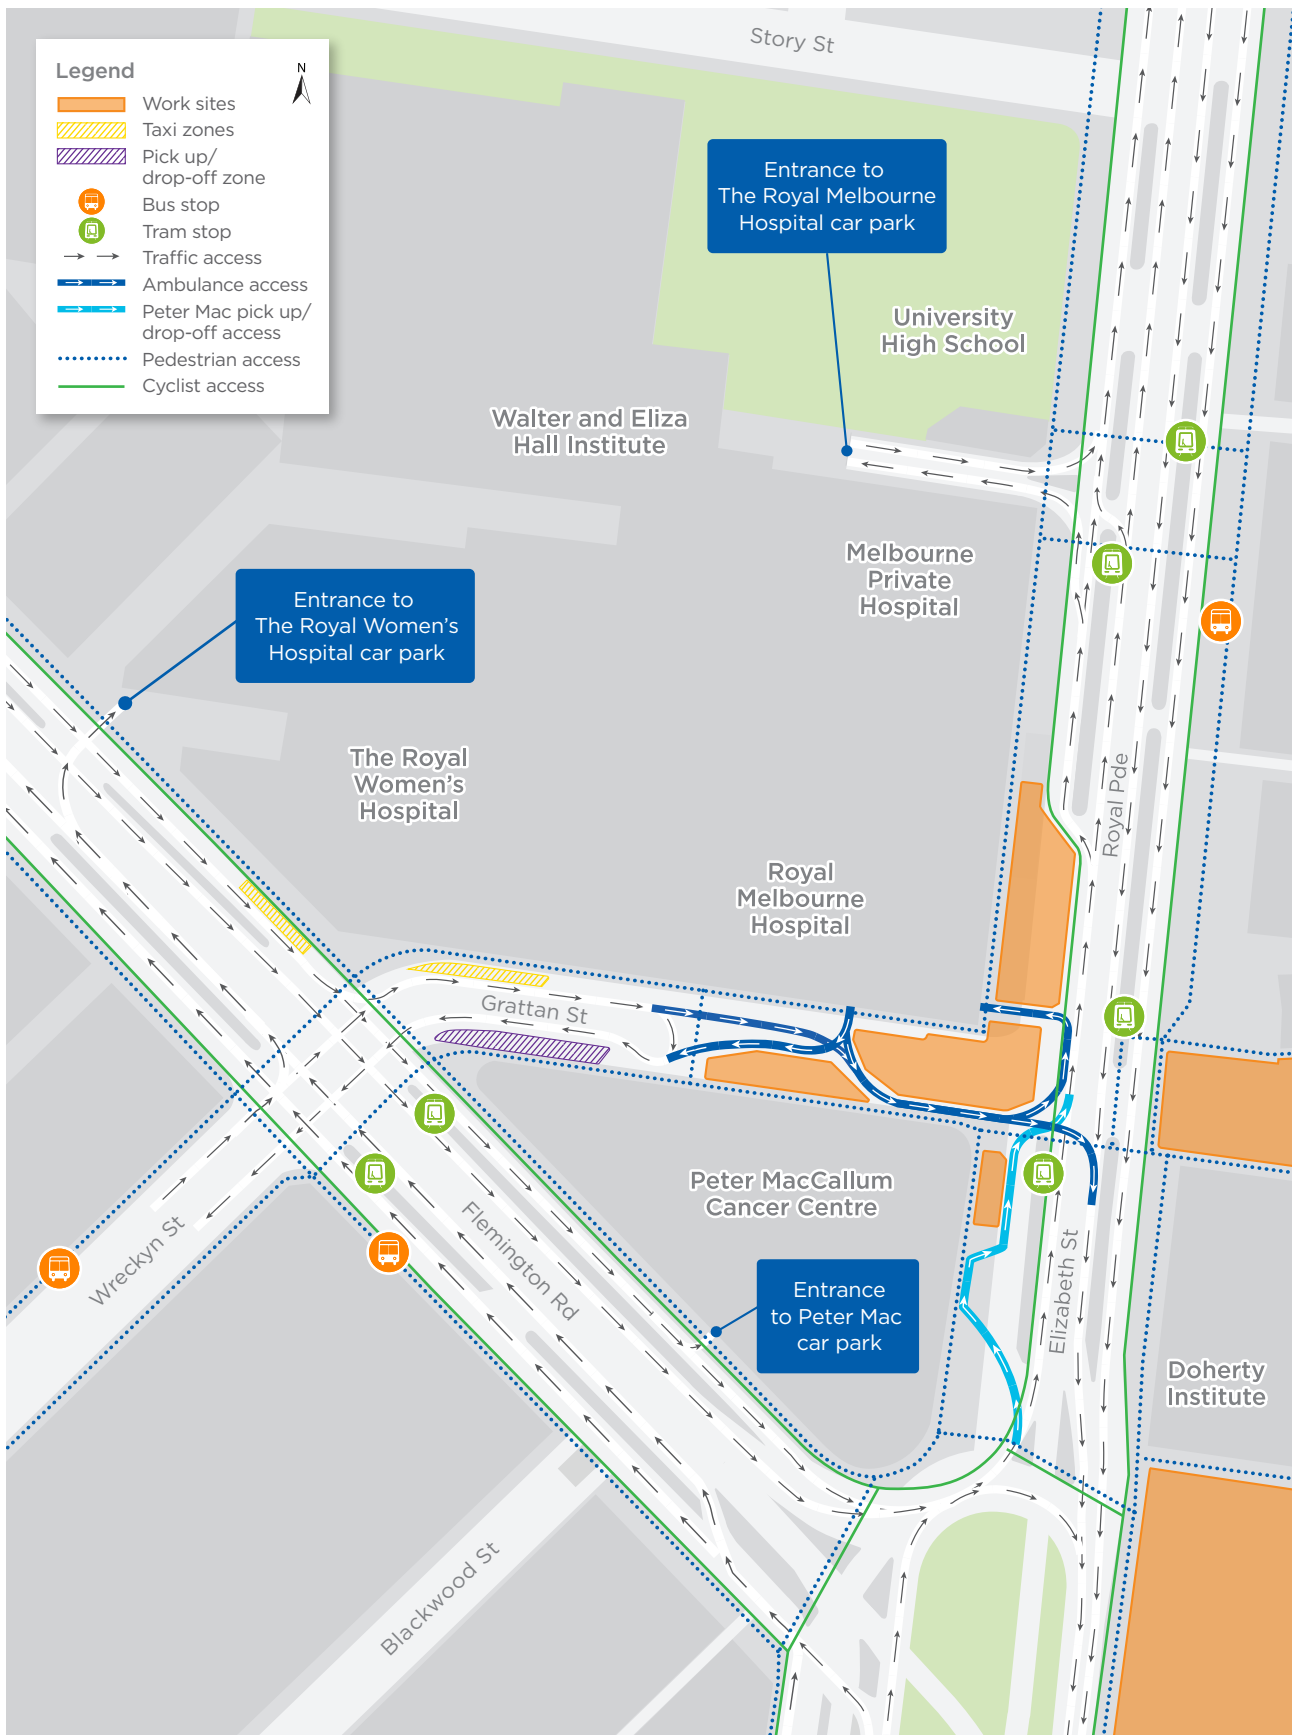 Story St
Legend
N
Work sites
Taxi zones
Pick up/
drop-off zone
Bus stop
Tram stop
Traffic access
Ambulance access
Peter Mac pick up/
drop-off access
Pedestrian access
Cyclist access
Entrance to
The Royal Melbourne
Hospital car park
University
High School
Walter and Eliza
Hall Institute
Melbourne
Private
Hospital
Entrance to
The Royal Women's
Hospital car park
The Royal
Women's
Hospital
Royal Pde
Royal
Melbourne
Hospital
Grattan St
Peter MacCallum
Cancer Centre
Wreckyn St
Flemington Rd
Elizabeth St
Entrance
to Peter Mac
car park
Doherty
Institute
Blackwood St